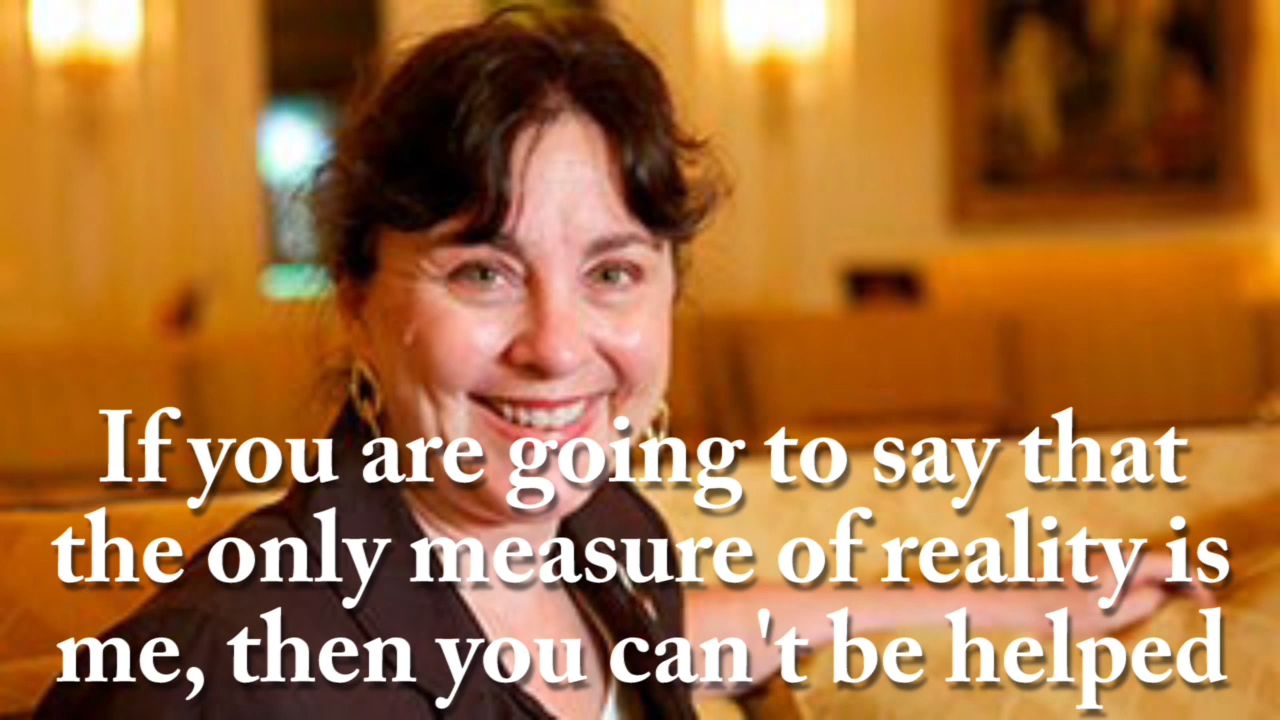 If you are going to say that
the only measure of reality is
me, then you can't be helped